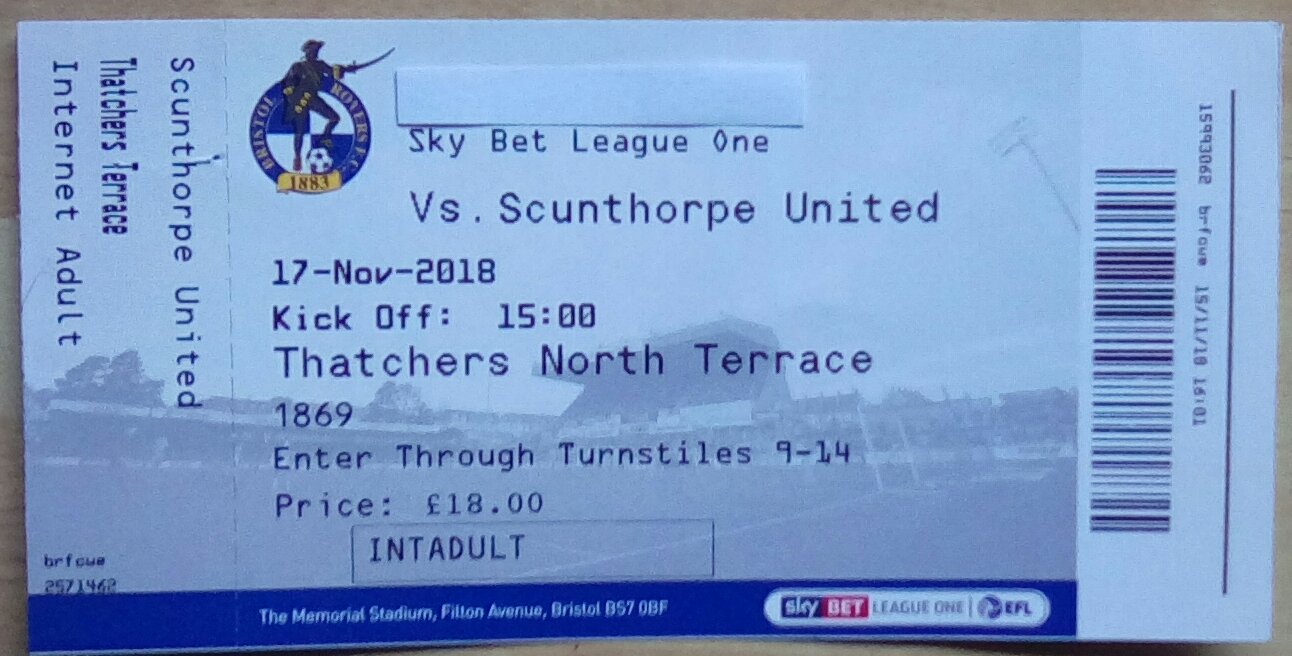 Scunthorpe United
Thatchers Terrace
Internet Adult
brfcwe
2571462
BRISTOL ROVERS F.C.
1883
Sky Bet League One
Vs. Scunthorpe United
17-Nov-2018
Kick Off: 15:00
Thatchers North Terrace
1869
Enter Through Turnstiles 9-14
Price: £18.00
INTADULT
The Memorial Stadium, Filton Avenue, Bristol BS7 0BF
sky BET LEAGUE ONE EFL
15993062 brfcwe 15/11/18 16:01